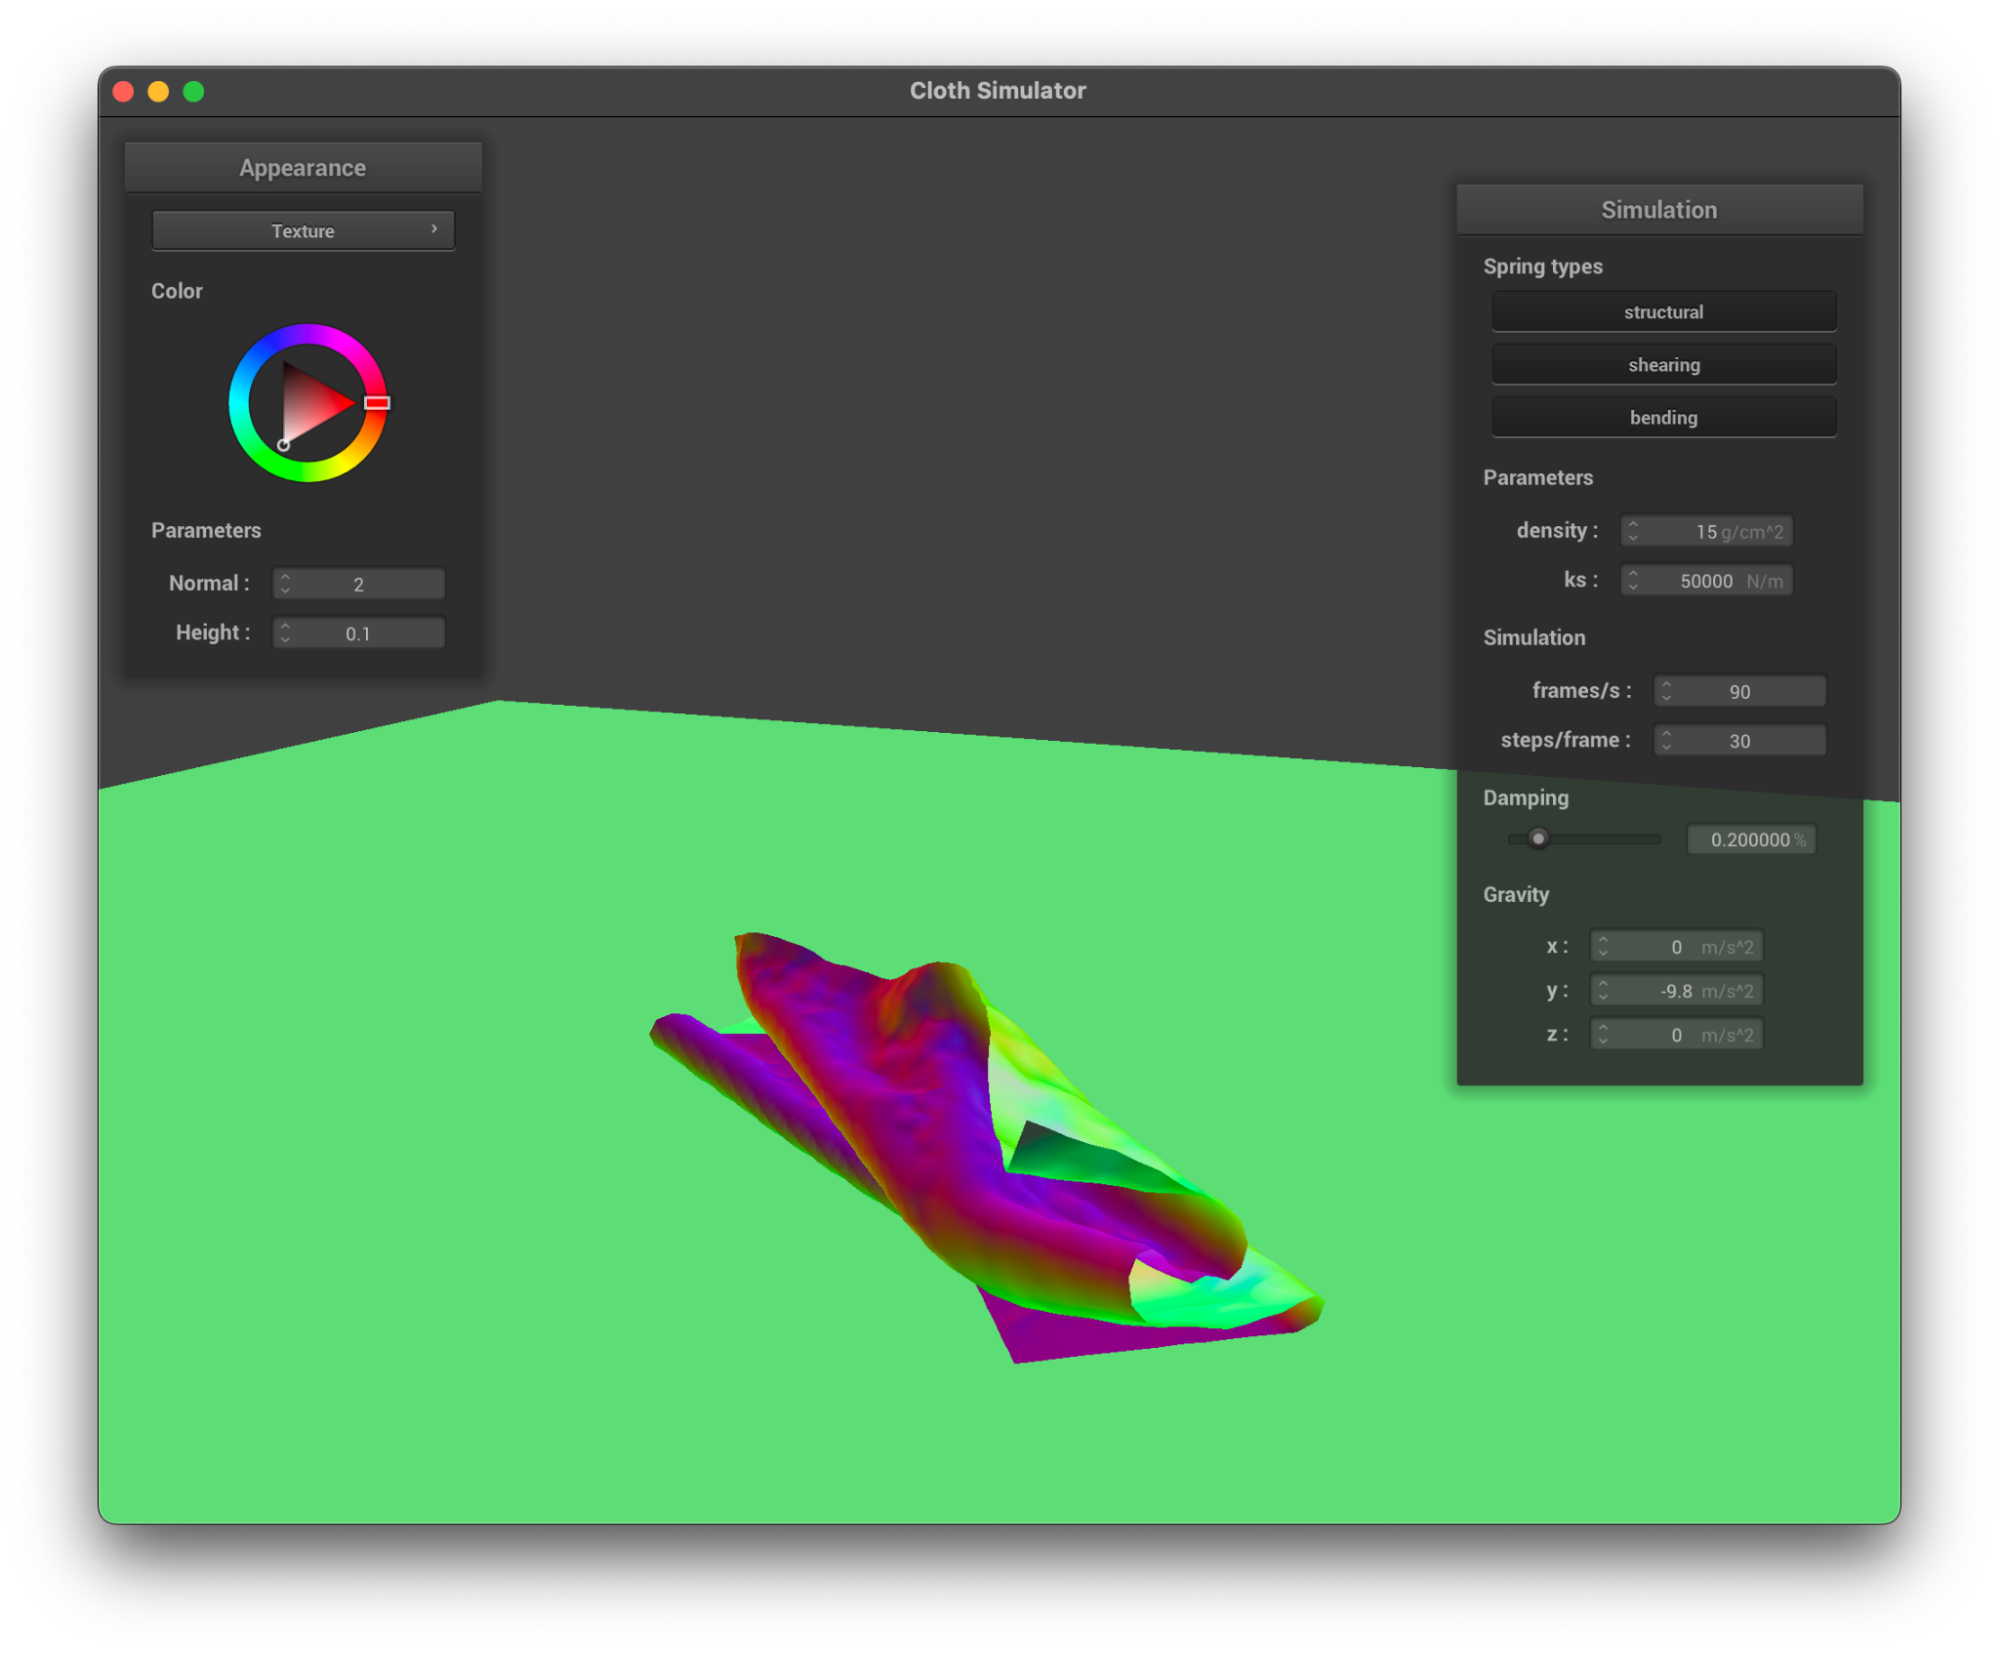 Cloth Simulator
Appearance
Texture
Color
Parameters
Normal : 2
Height : 0.1
Simulation
Spring types
structural
shearing
bending
Parameters
density : 15 g/cm^2
ks : 50000 N/m
Simulation
frames/s : 90
steps/frame : 30
Damping
0.200000 %
Gravity
x : 0 m/s^2
y : -9.8 m/s^2
z : 0 m/s^2